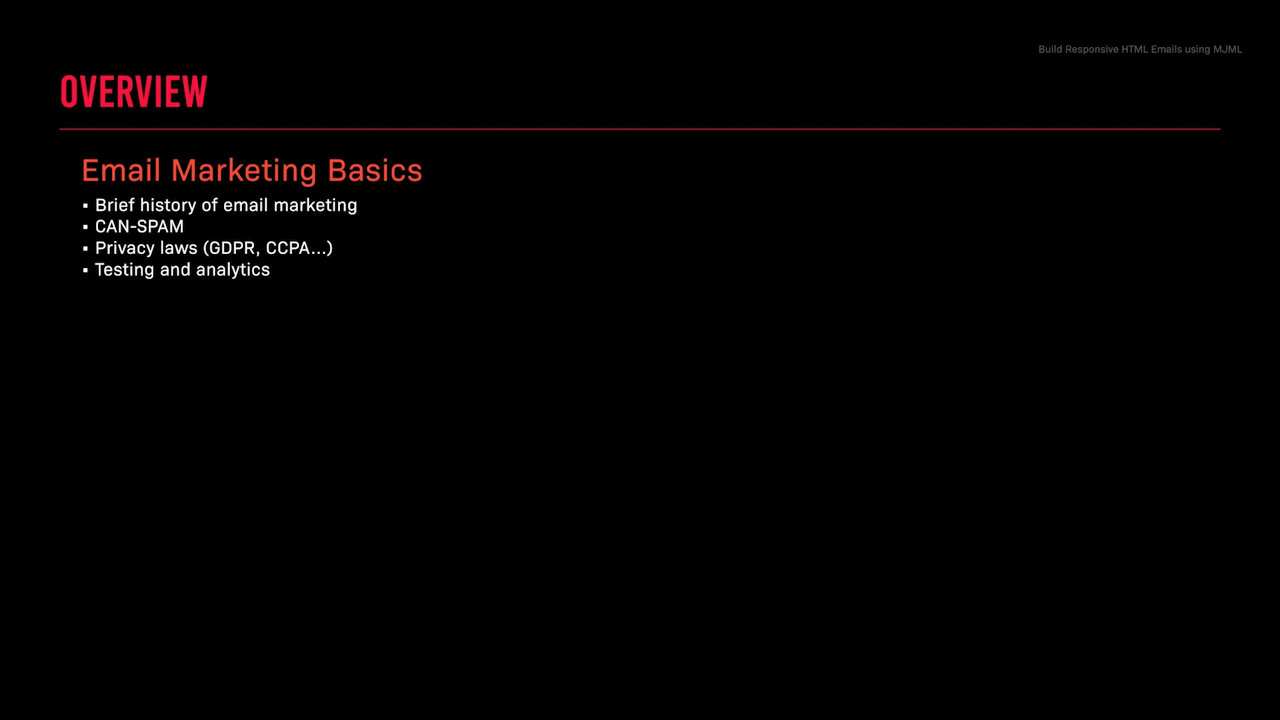 Build Responsive HTML Emails using MJML
OVERVIEW
Email Marketing Basics
▪ Brief history of email marketing
▪ CAN-SPAM
▪ Privacy laws (GDPR, CCPA...)
▪ Testing and analytics